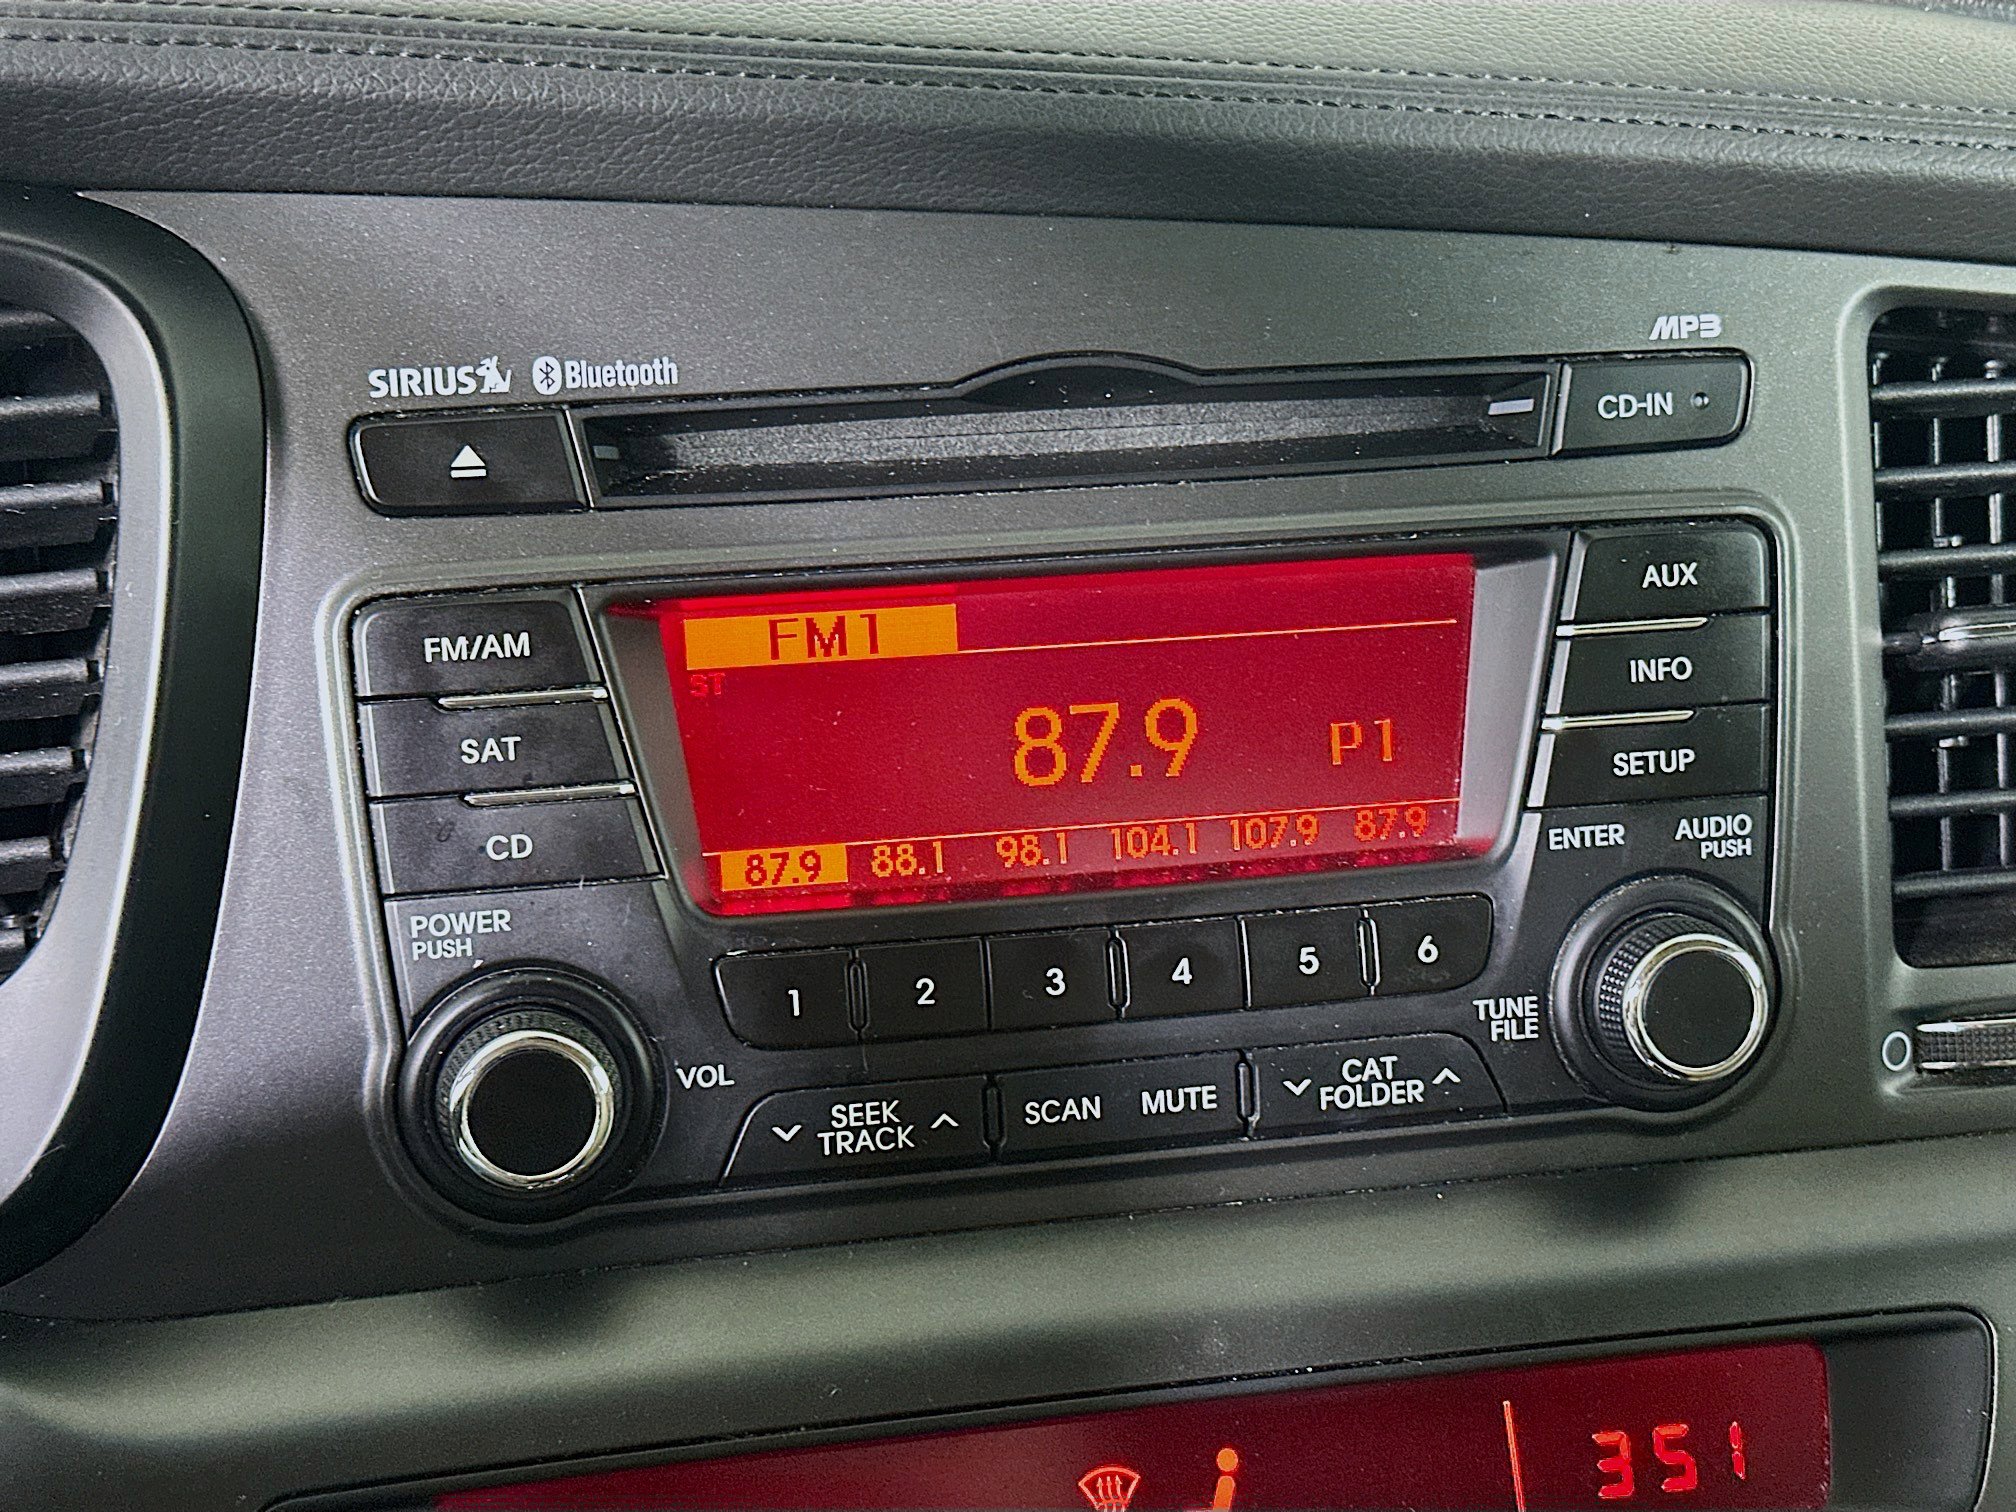 SIRIUS Bluetooth
MP3
CD-IN
FM/AM
SAT
CD
POWER
PUSH
VOL
FM1
ST
87.9 P1
87.9 88.1 98.1 104.1 107.9 87.9
AUX
INFO
SETUP
ENTER
AUDIO
PUSH
TUNE
FILE
1 2 3 4 5 6
SEEK
TRACK
SCAN MUTE
CAT
FOLDER
351